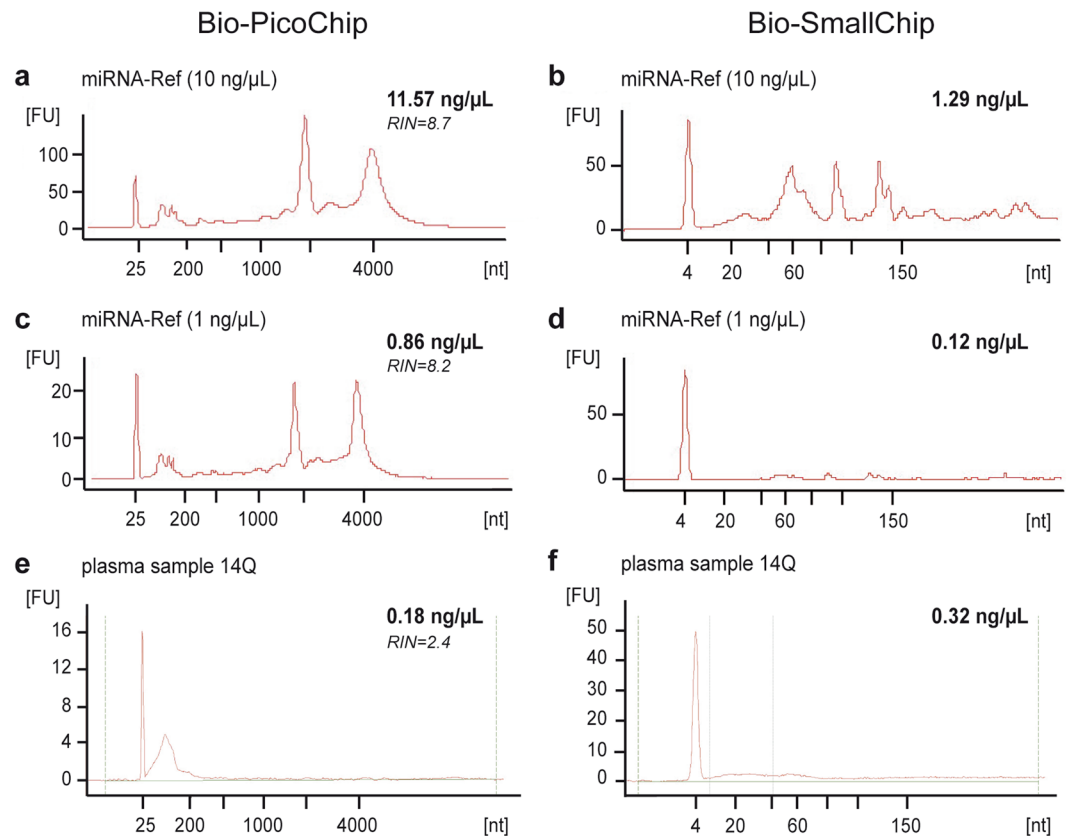 Bio-PicoChip
Bio-SmallChip
a miRNA-Ref (10 ng/µL)
11.57 ng/µL
RIN=8.7
[FU]
100
50
0
25 200 1000 4000 [nt]
b miRNA-Ref (10 ng/µL)
1.29 ng/µL
[FU]
50
0
4 20 60 150 [nt]
c miRNA-Ref (1 ng/µL)
0.86 ng/µL
RIN=8.2
[FU]
20
10
0
25 200 1000 4000 [nt]
d miRNA-Ref (1 ng/µL)
0.12 ng/µL
[FU]
50
0
4 20 60 150 [nt]
e plasma sample 14Q
0.18 ng/µL
RIN=2.4
[FU]
16
12
8
4
0
25 200 1000 4000 [nt]
f plasma sample 14Q
0.32 ng/µL
[FU]
50
40
30
20
10
0
4 20 60 150 [nt]